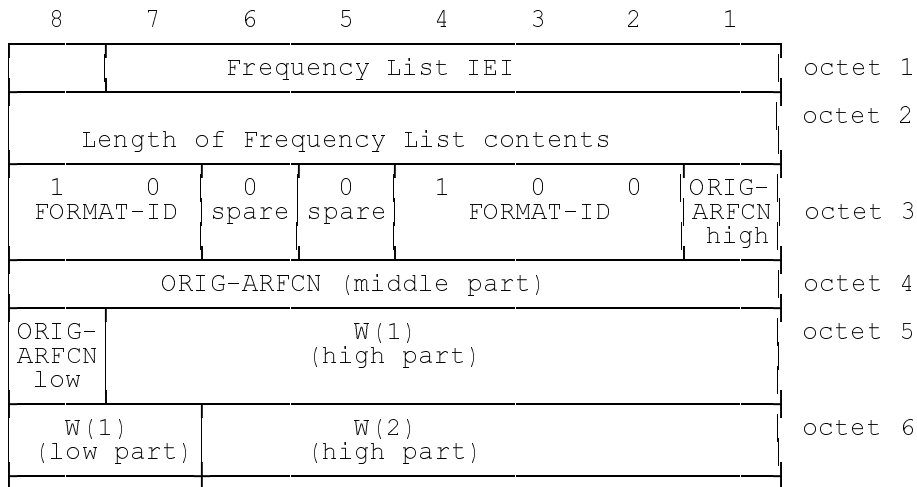 8 7 6 5 4 3 2 1
Frequency List IEI octet 1
octet 2
Length of Frequency List contents
1 0 0 0 1 0 0 ORIG-
FORMAT-ID spare spare FORMAT-ID ARFCN octet 3
high
ORIG-ARFCN (middle part) octet 4
ORIG- W(1) octet 5
ARFCN (high part)
low
W(1) W(2) octet 6
(low part) (high part)